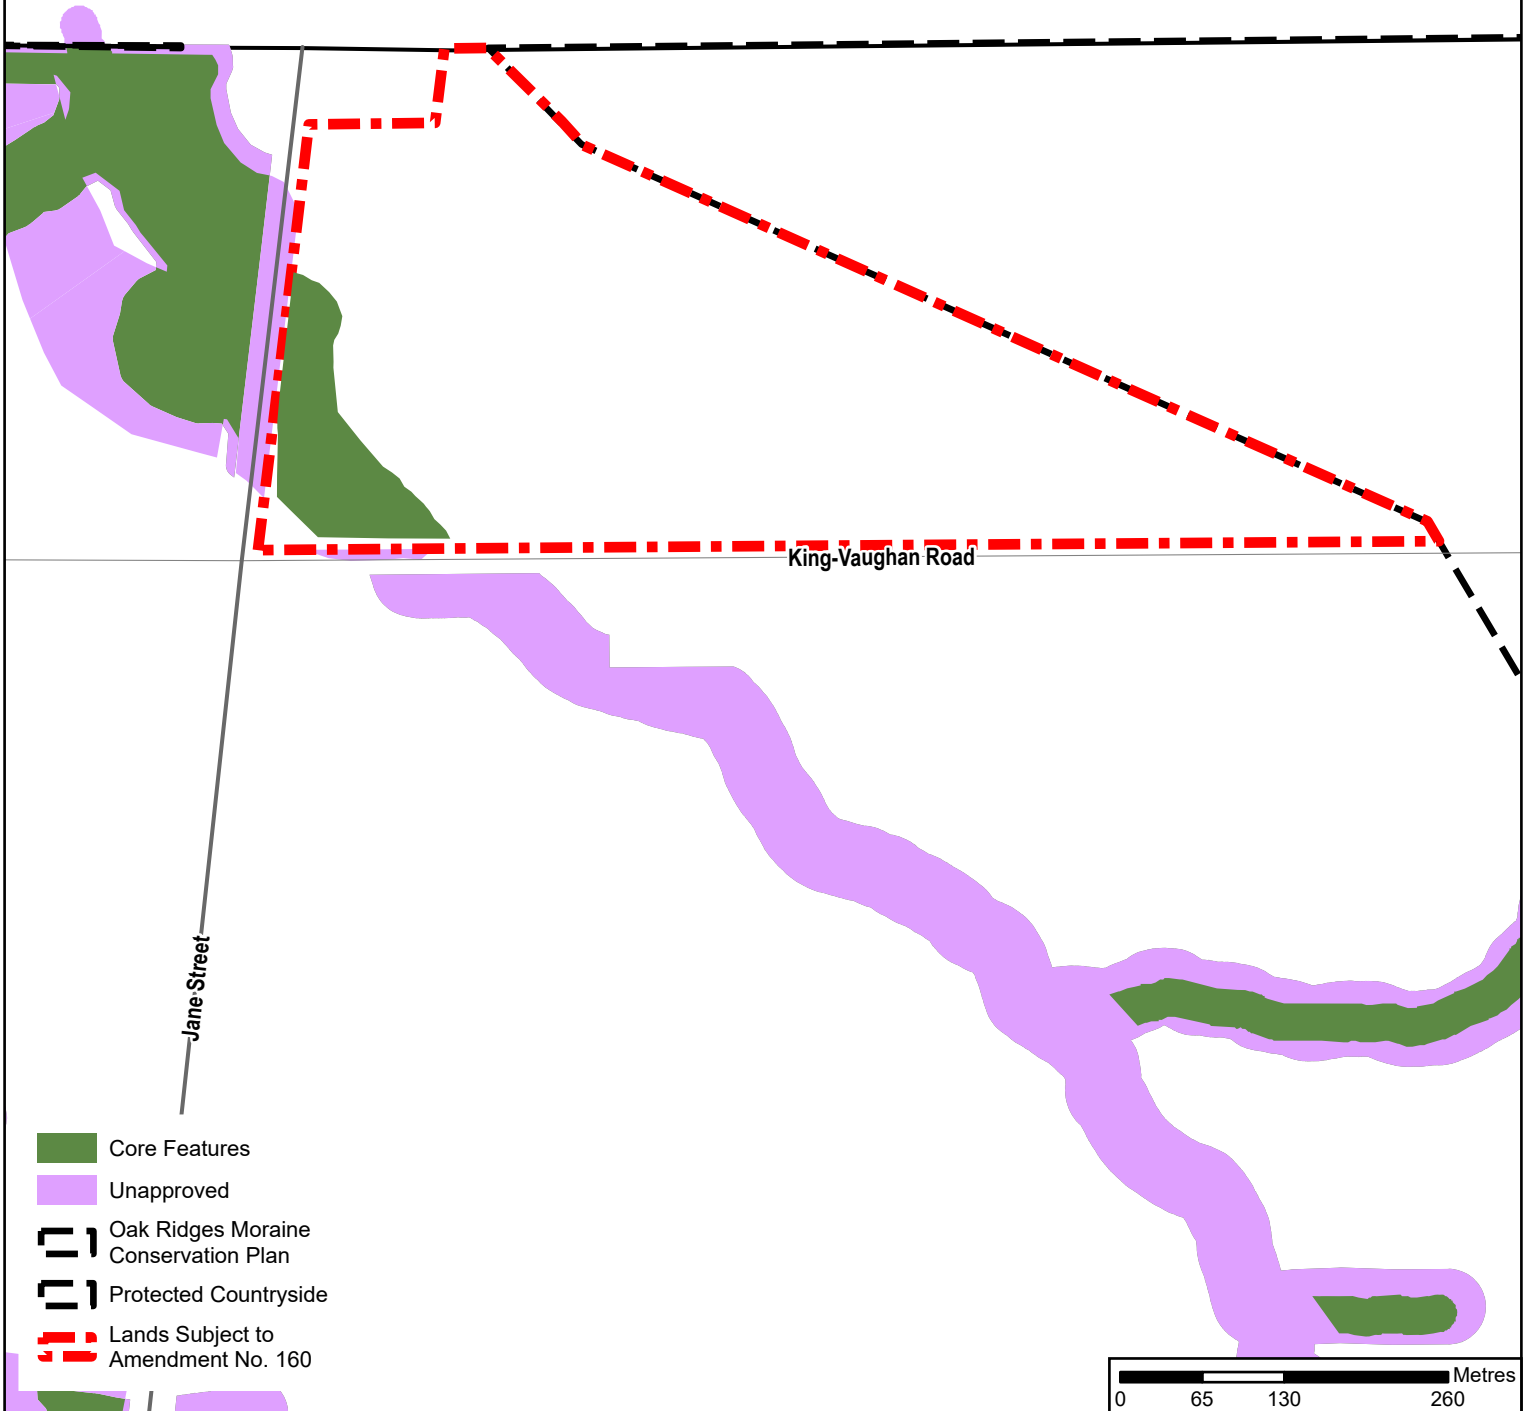 King-Vaughan Road
Jane Street
Core Features
Unapproved
Oak Ridges Moraine
Conservation Plan
Protected Countryside
Lands Subject to
Amendment No. 160
Metres
0 65 130 260